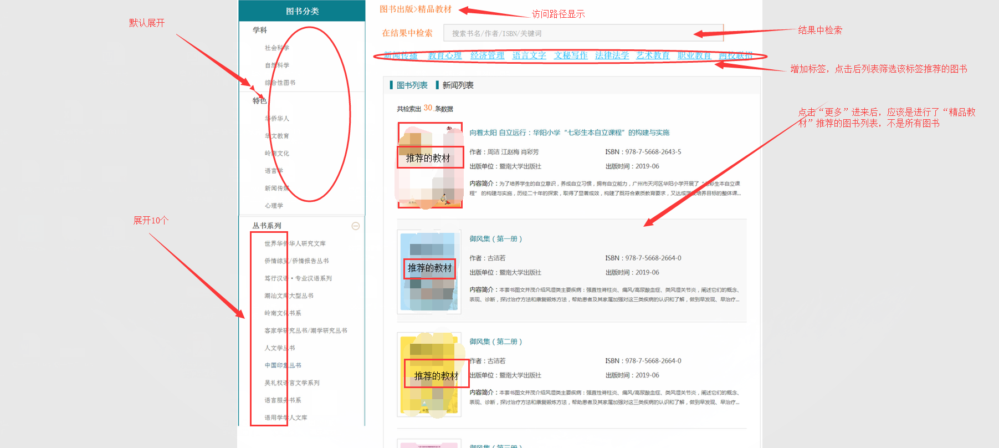 图书分类
学科
社会科学
自然科学
综合性图书
特色
华侨华人
华文教育
岭南文化
语言学
新闻传媒
心理学
丛书系列
世界华侨华人研究文库
侨情综览/侨情报告丛书
笃行汉语·专业汉语系列
潮汕文库大型丛书
岭南文化书系
客家学研究丛书/潮学研究丛书
人文学丛书
中国印象丛书
吴礼权语言文学系列
语言服务书系
语用学学人文库
默认展开
展开10个
图书出版>精品教材
访问路径显示
在结果中检索
搜索书名/作者/ISBN/关键词
结果中检索
新闻传播 教育心理 经济管理 语言文字 文秘写作 法律法学 艺术教育 职业教育 两校联招
增加标签，点击后列表筛选该标签推荐的图书
图书列表 新闻列表
共检索出 30 条数据
点击“更多”进来后，应该是进行了“精品教
材”推荐的图书列表，不是所有图书
推荐的教材
向着太阳 自立远行：华阳小学“七彩生本自立课程”的构建与实施
作者：周洁 江赵梅 肖彩芳 ISBN：978-7-5668-2643-5
出版单位：暨南大学出版社 出版时间：2019-06
内容简介：为了培养学生的自立意识，养成自立习惯，拥有自立能力，广州市天河区华阳小学开展了“七彩生本自立课
程” 的构建与实施，历经二十年的探索，取得了显著成效，构建了既符合素质教育要求，又达成学校培养目标的整体课...
推荐的教材
御风集（第一册）
作者：古洁若 ISBN：978-7-5668-2664-0
出版单位：暨南大学出版社 出版时间：2019-06
内容简介：本套书图文并茂介绍风湿类主要疾病：强直性脊柱炎、痛风/高尿酸血症、类风湿关节炎，阐述它们的概念、
表现、诊断，探讨治疗方法和康复锻炼方法，帮助患者及其家属加强对这三类疾病的认识和了解，做到早发现、早治疗...
推荐的教材
御风集（第二册）
作者：古洁若 ISBN：978-7-5668-2664-0
出版单位：暨南大学出版社 出版时间：2019-06
内容简介：本套书图文并茂介绍风湿类主要疾病：强直性脊柱炎、痛风/高尿酸血症、类风湿关节炎，阐述它们的概念、
表现、诊断，探讨治疗方法和康复锻炼方法，帮助患者及其家属加强对这三类疾病的认识和了解，做到早发现、早治疗...
御风集（第三册）